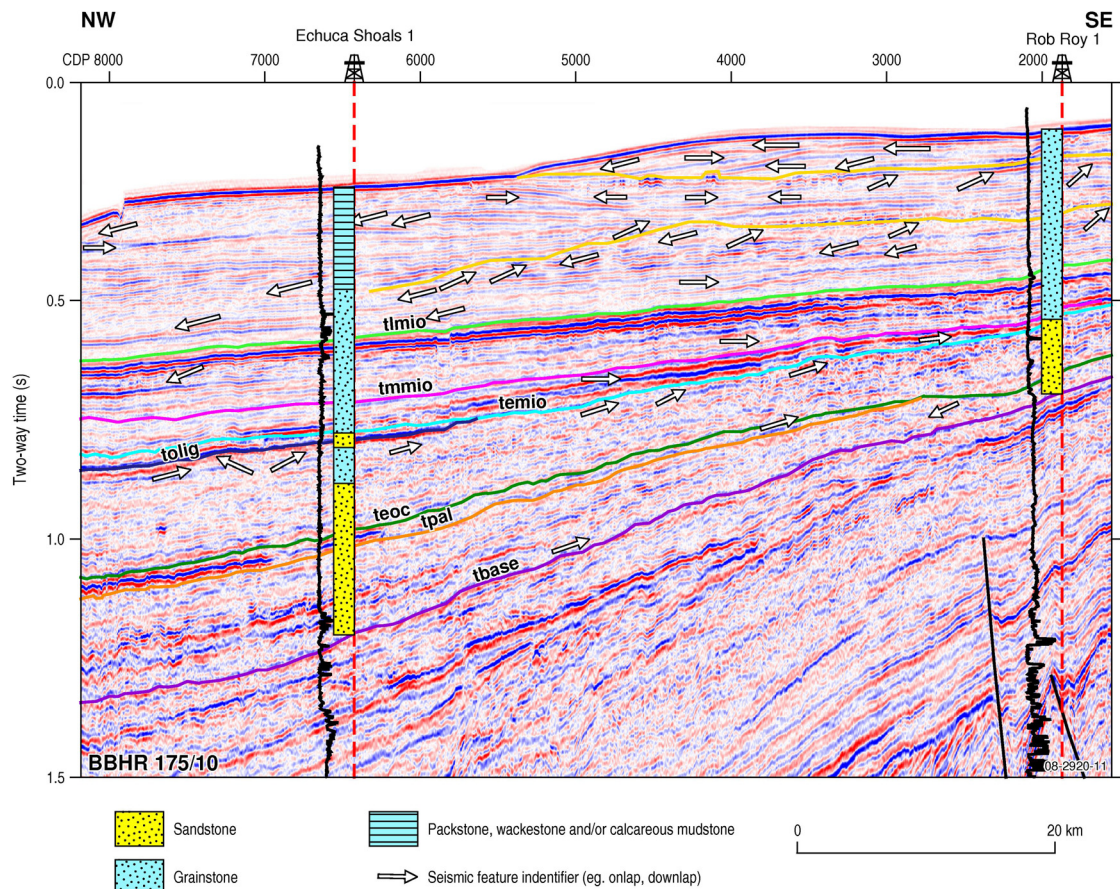 NW
SE
Echuca Shoals 1
Rob Roy 1
CDP 8000 7000 6000 5000 4000 3000 2000
0.0
0.5
1.0
1.5
Two-way time (s)
tlmio
tmmio
temio
tolig
teoc
tpal
tbase
BBHR 175/10
08-2920-11
Sandstone
Grainstone
Packstone, wackestone and/or calcareous mudstone
Seismic feature indentifier (eg. onlap, downlap)
0 20 km